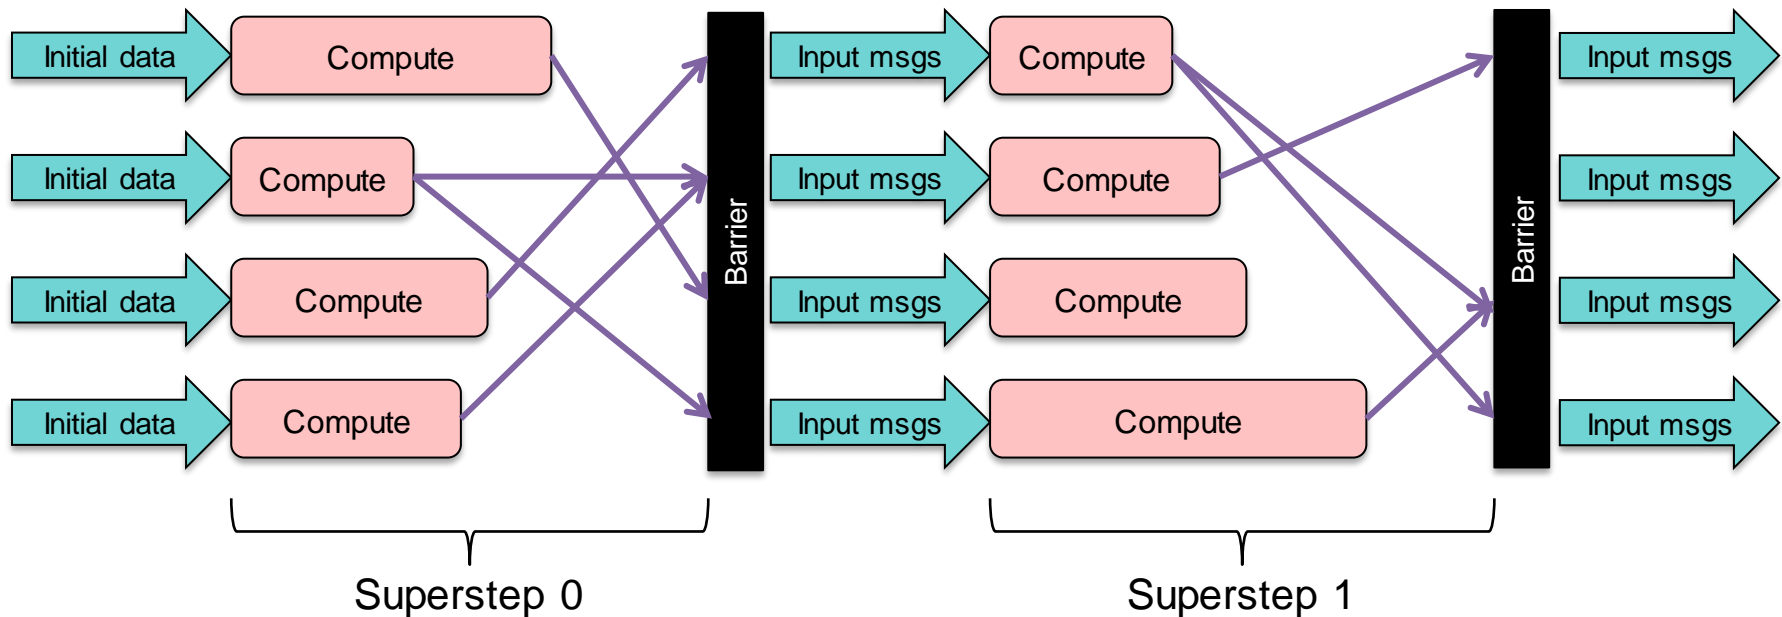 Initial data
Compute
Input msgs
Compute
Input msgs
Initial data
Compute
Input msgs
Compute
Input msgs
Barrier
Barrier
Initial data
Compute
Input msgs
Compute
Input msgs
Initial data
Compute
Input msgs
Compute
Input msgs
Superstep 0
Superstep 1